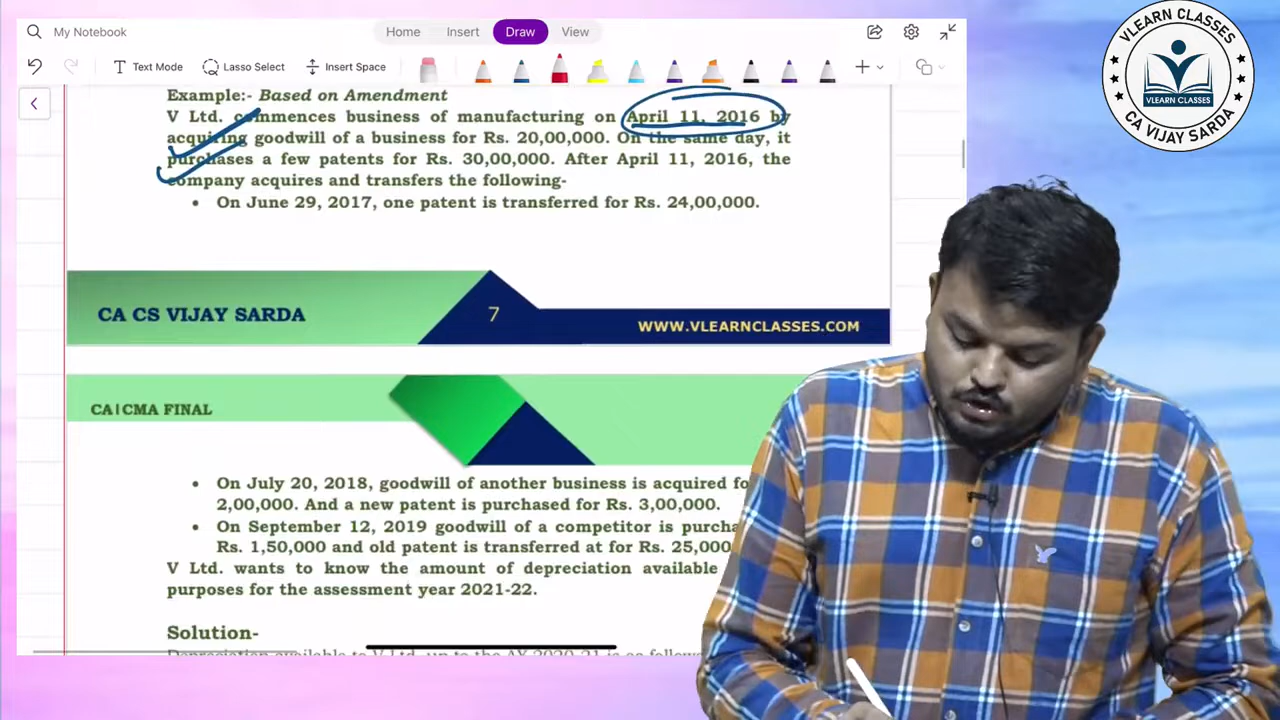 My Notebook
Home Insert Draw View
Text Mode Lasso Select Insert Space
Example:- Based on Amendment
V Ltd. commences business of manufacturing on April 11, 2016 by
acquiring goodwill of a business for Rs. 20,00,000. On the same day, it
purchases a few patents for Rs. 30,00,000. After April 11, 2016, the
company acquires and transfers the following-
• On June 29, 2017, one patent is transferred for Rs. 24,00,000.
CA CS VIJAY SARDA
7
WWW.VLEARNCLASSES.COM
CA|CMA FINAL
• On July 20, 2018, goodwill of another business is acquired
2,00,000. And a new patent is purchased for Rs. 3,00,000.
• On September 12, 2019 goodwill of a competitor is
Rs. 1,50,000 and old patent is transferred at for Rs. 25,000
V Ltd. wants to know the amount of depreciation available
purposes for the assessment year 2021-22.
Solution-
VLEARN CLASSES
VLEARN CLASSES
CA VIJAY SARDA